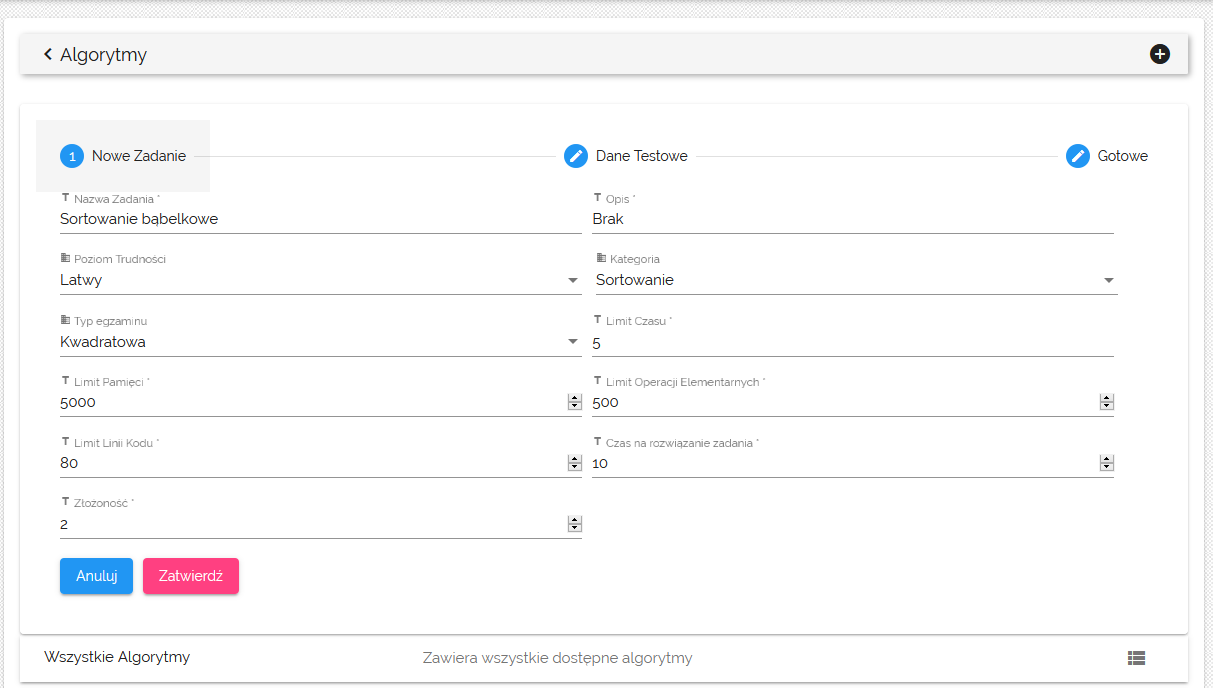 Algorytmy
1 Nowe Zadanie Dane Testowe Gotowe
Nazwa Zadania * Opis *
Sortowanie bąbelkowe Brak
Poziom Trudności Kategoria
Latwy Sortowanie
Typ egzaminu Limit Czasu *
Kwadratowa 5
Limit Pamięci * Limit Operacji Elementarnych *
5000 500
Limit Linii Kodu * Czas na rozwiązanie zadania *
80 10
Złożoność *
2
Anuluj Zatwierdź
Wszystkie Algorytmy Zawiera wszystkie dostępne algorytmy